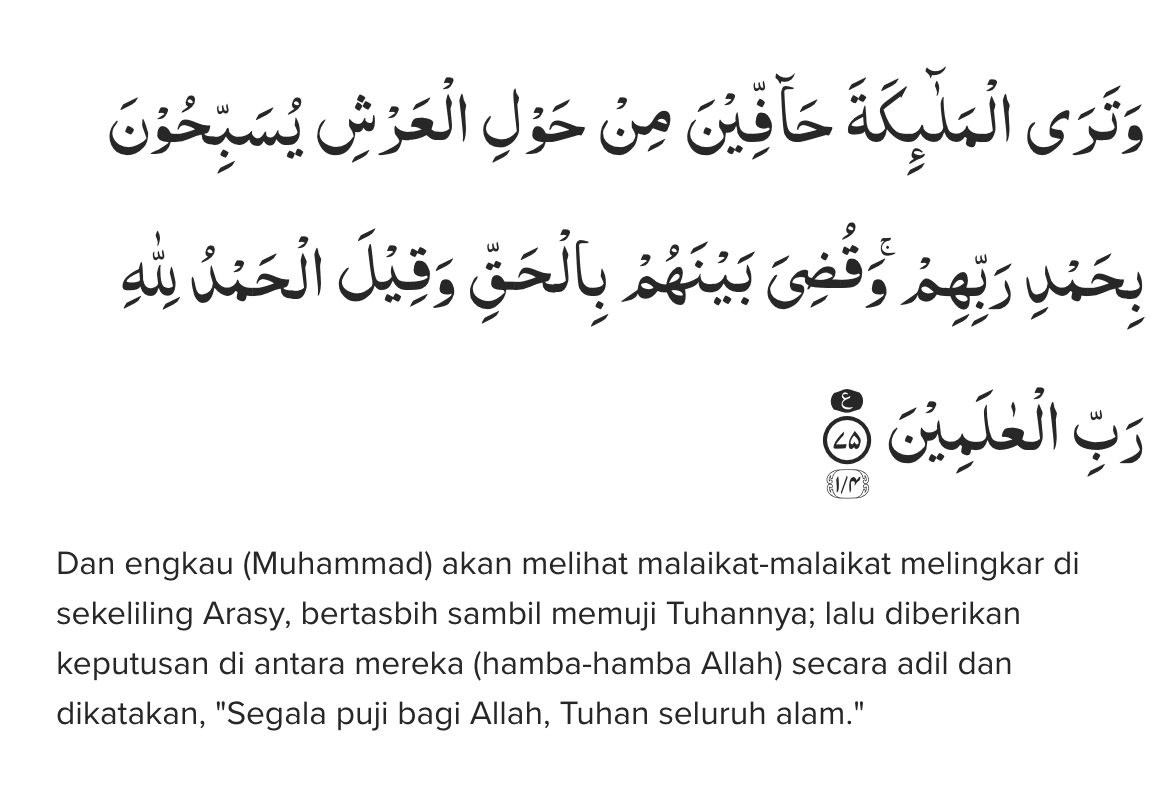 وَتَرَى الْمَلٰۤىِٕكَةَ حَاۤفِّيْنَ مِنْ حَوْلِ الْعَرْشِ يُسَبِّحُوْنَ
بِحَمْدِ رَبِّهِمْۚ وَقُضِيَ بَيْنَهُمْ بِالْحَقِّ وَقِيْلَ الْحَمْدُ لِلّٰهِ
رَبِّ الْعٰلَمِيْنَ ع ٧٥ ١/٤
Dan engkau (Muhammad) akan melihat malaikat-malaikat melingkar di
sekeliling Arasy, bertasbih sambil memuji Tuhannya; lalu diberikan
keputusan di antara mereka (hamba-hamba Allah) secara adil dan
dikatakan, "Segala puji bagi Allah, Tuhan seluruh alam."